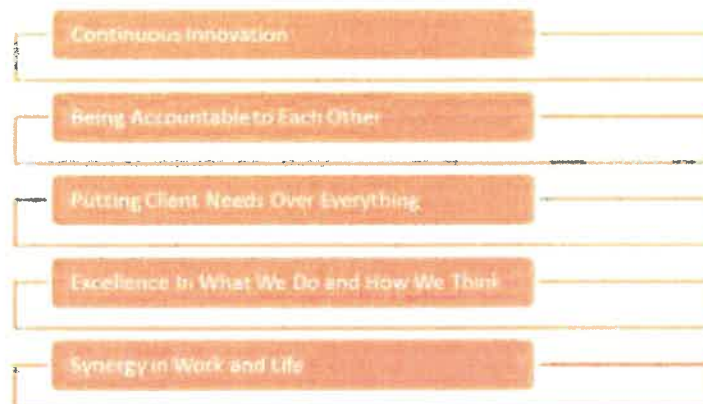 Continuous Innovation
Being Accountable to Each Other
Putting Client Needs Over Everything
Excellence In What We Do and How We Think
Synergy in Work and Life